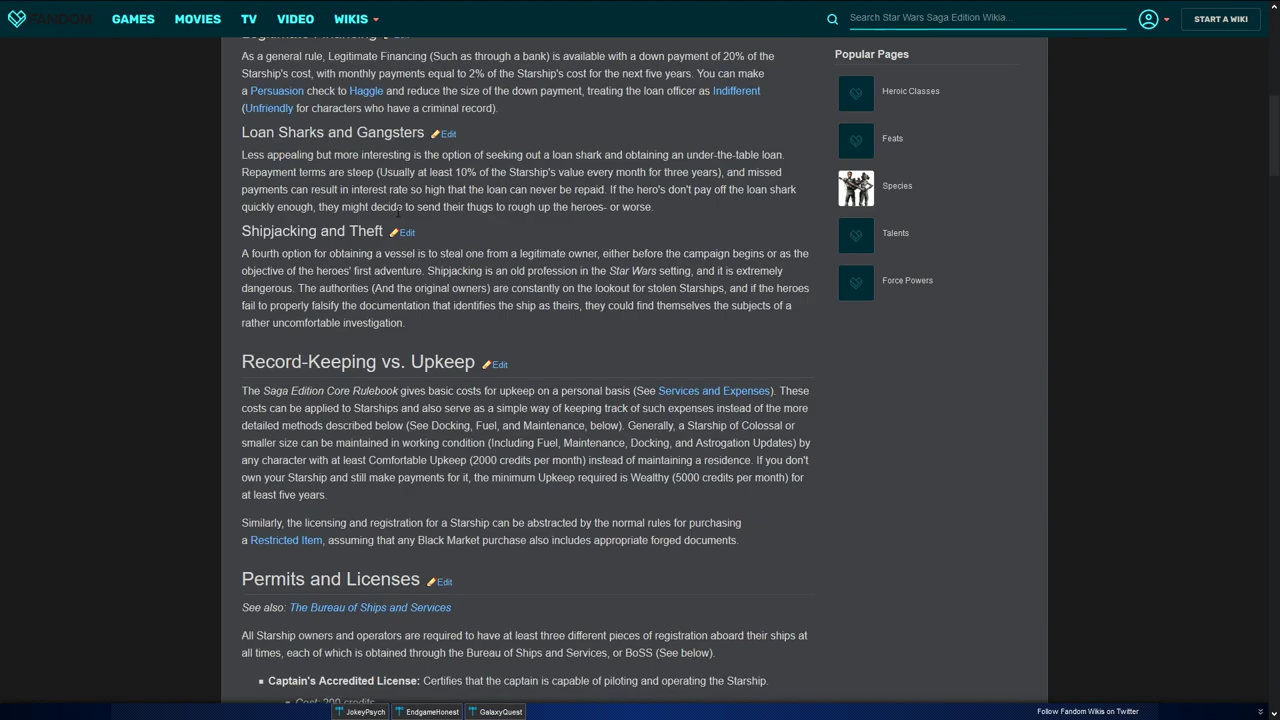 FANDOM GAMES MOVIES TV VIDEO WIKIS Search Star Wars Saga Edition Wikia... START A WIKI
Legitimate Financing Edit
As a general rule, Legitimate Financing (Such as through a bank) is available with a down payment of 20% of the
Starship's cost, with monthly payments equal to 2% of the Starship's cost for the next five years. You can make
a Persuasion check to Haggle and reduce the size of the down payment, treating the loan officer as Indifferent
(Unfriendly for characters who have a criminal record).
Loan Sharks and Gangsters Edit
Less appealing but more interesting is the option of seeking out a loan shark and obtaining an under-the-table loan.
Repayment terms are steep (Usually at least 10% of the Starship's value every month for three years), and missed
payments can result in interest rate so high that the loan can never be repaid. If the hero's don't pay off the loan shark
quickly enough, they might decide to send their thugs to rough up the heroes- or worse.
Shipjacking and Theft Edit
A fourth option for obtaining a vessel is to steal one from a legitimate owner, either before the campaign begins or as the
objective of the heroes' first adventure. Shipjacking is an old profession in the Star Wars setting, and it is extremely
dangerous. The authorities (And the original owners) are constantly on the lookout for stolen Starships, and if the heroes
fail to properly falsify the documentation that identifies the ship as theirs, they could find themselves the subjects of a
rather uncomfortable investigation.
Record-Keeping vs. Upkeep Edit
The Saga Edition Core Rulebook gives basic costs for upkeep on a personal basis (See Services and Expenses). These
costs can be applied to Starships and also serve as a simple way of keeping track of such expenses instead of the more
detailed methods described below (See Docking, Fuel, and Maintenance, below). Generally, a Starship of Colossal or
smaller size can be maintained in working condition (Including Fuel, Maintenance, Docking, and Astrogation Updates) by
any character with at least Comfortable Upkeep (2000 credits per month) instead of maintaining a residence. If you don't
own your Starship and still make payments for it, the minimum Upkeep required is Wealthy (5000 credits per month) for
at least five years.
Similarly, the licensing and registration for a Starship can be abstracted by the normal rules for purchasing
a Restricted Item, assuming that any Black Market purchase also includes appropriate forged documents.
Permits and Licenses Edit
See also: The Bureau of Ships and Services
All Starship owners and operators are required to have at least three different pieces of registration aboard their ships at
all times, each of which is obtained through the Bureau of Ships and Services, or BoSS (See below).
Captain's Accredited License: Certifies that the captain is capable of piloting and operating the Starship.
Cost: 200 credits
Popular Pages
Heroic Classes
Feats
Species
Talents
Force Powers
JokeyPsych EndgameHonest GalaxyQuest Follow Fandom Wikis on Twitter